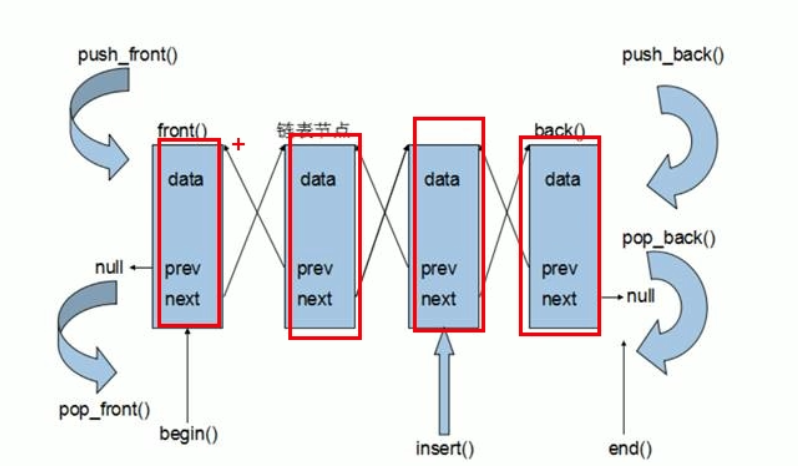 push_front()
push_back()
front()
链表节点
back()
data
data
data
data
pop_back()
null
prev
prev
prev
prev
next
next
next
next
null
pop_front()
begin()
insert()
end()